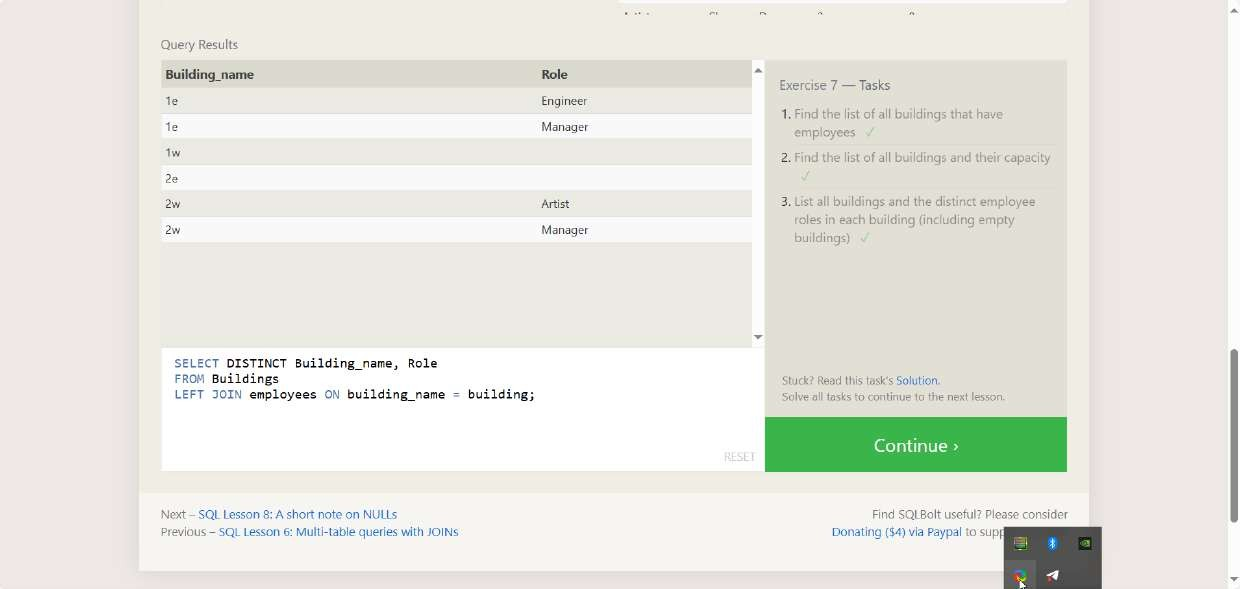 Query Results
Building_name Role
1e Engineer
1e Manager
1w
2e
2w Artist
2w Manager
SELECT DISTINCT Building_name, Role
FROM Buildings
LEFT JOIN employees ON building_name = building;
RESET
Exercise 7 — Tasks
1. Find the list of all buildings that have
employees ✓
2. Find the list of all buildings and their capacity
✓
3. List all buildings and the distinct employee
roles in each building (including empty
buildings) ✓
Stuck? Read this task's Solution.
Solve all tasks to continue to the next lesson.
Continue ›
Next – SQL Lesson 8: A short note on NULLs
Previous – SQL Lesson 6: Multi-table queries with JOINs
Find SQLBolt useful? Please consider
Donating ($4) via Paypal to